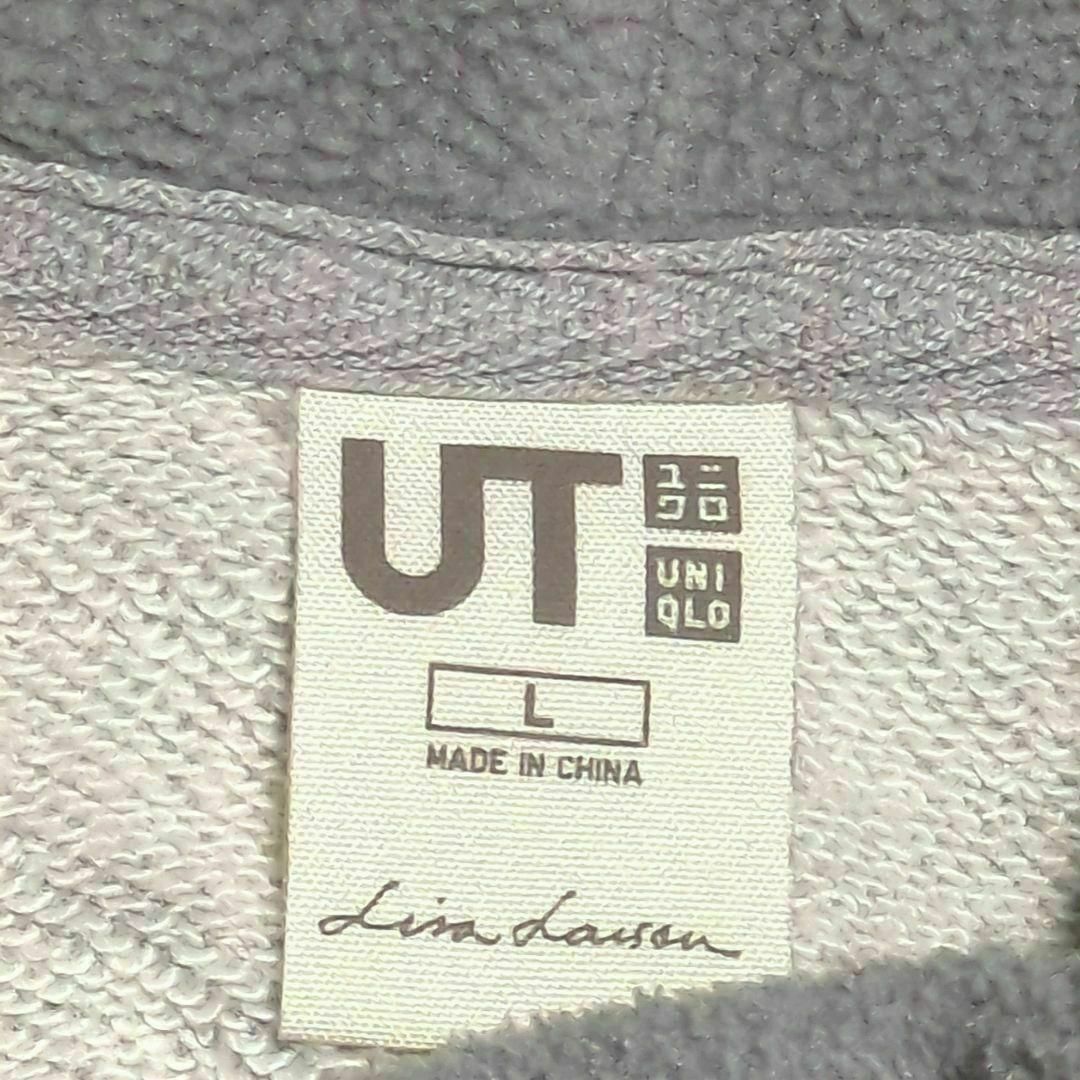 UT
ユニ
クロ
UNI
QLO
L
MADE IN CHINA
Lisa Larson